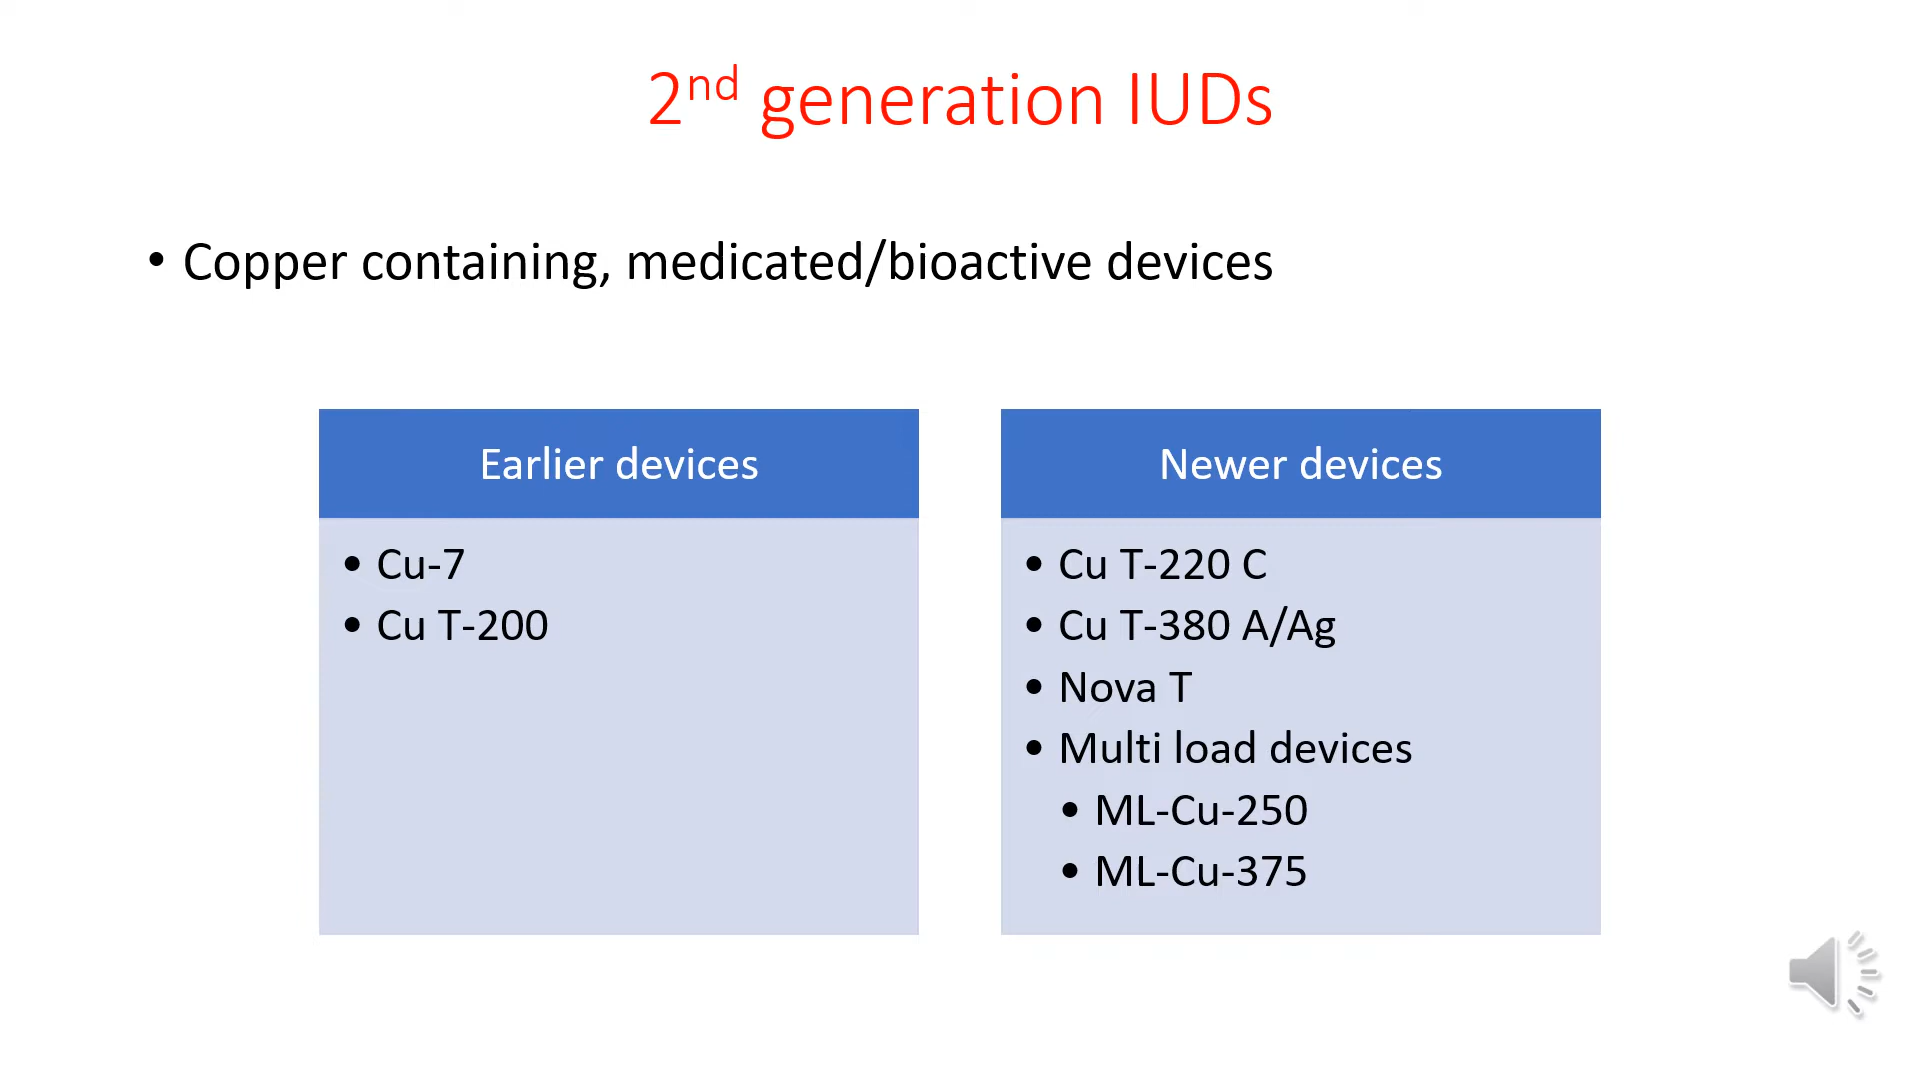 2nd generation IUDs
• Copper containing, medicated/bioactive devices
Earlier devices
• Cu-7
• Cu T-200
Newer devices
• Cu T-220 C
• Cu T-380 A/Ag
• Nova T
• Multi load devices
• ML-Cu-250
• ML-Cu-375